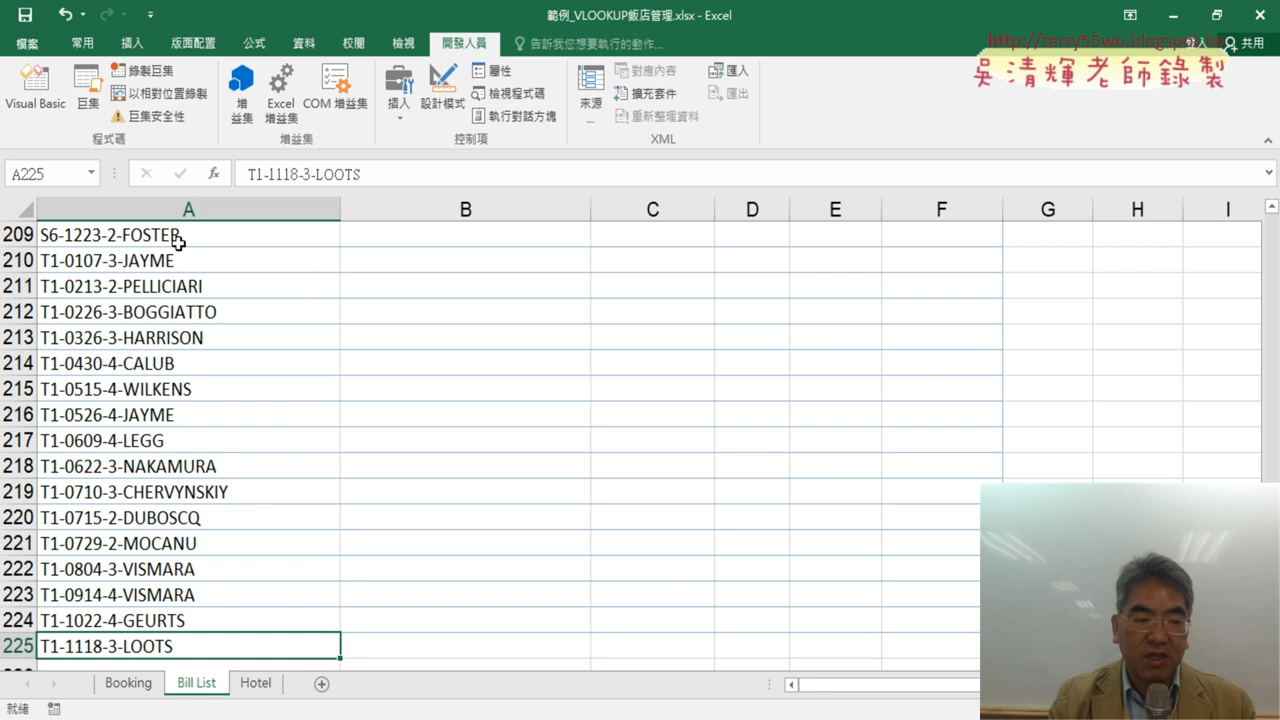 範例_VLOOKUP飯店管理.xlsx - Excel
檔案 常用 插入 版面配置 公式 資料 校閱 檢視 開發人員 告訴我您想要執行的動作... 共用
http://terry55wu.blogspot.tw
吳清輝老師錄製
Visual Basic 巨集 錄製巨集 以相對位置錄製 巨集安全性
程式碼
增益集 Excel 增益集 COM 增益集
增益集
插入 設計模式 屬性 檢視程式碼 執行對話方塊
控制項
來源... 對應內容 擴充套件 重新整理資料 匯入 匯出
XML
A225 fx T1-1118-3-LOOTS
A B C D E F G H I
209 S6-1223-2-FOSTER
210 T1-0107-3-JAYME
211 T1-0213-2-PELLICIARI
212 T1-0226-3-BOGGIATTO
213 T1-0326-3-HARRISON
214 T1-0430-4-CALUB
215 T1-0515-4-WILKENS
216 T1-0526-4-JAYME
217 T1-0609-4-LEGG
218 T1-0622-3-NAKAMURA
219 T1-0710-3-CHERVYNSKIY
220 T1-0715-2-DUBOSCQ
221 T1-0729-2-MOCANU
222 T1-0804-3-VISMARA
223 T1-0914-4-VISMARA
224 T1-1022-4-GEURTS
225 T1-1118-3-LOOTS
Booking Bill List Hotel
就緒